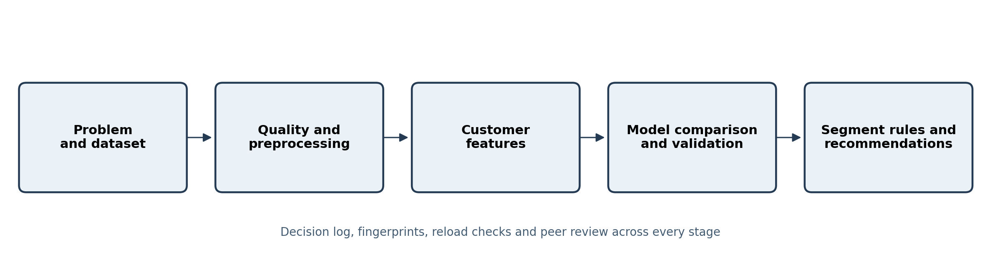 Problem
and dataset
Quality and
preprocessing
Customer
features
Model comparison
and validation
Segment rules and
recommendations
Decision log, fingerprints, reload checks and peer review across every stage